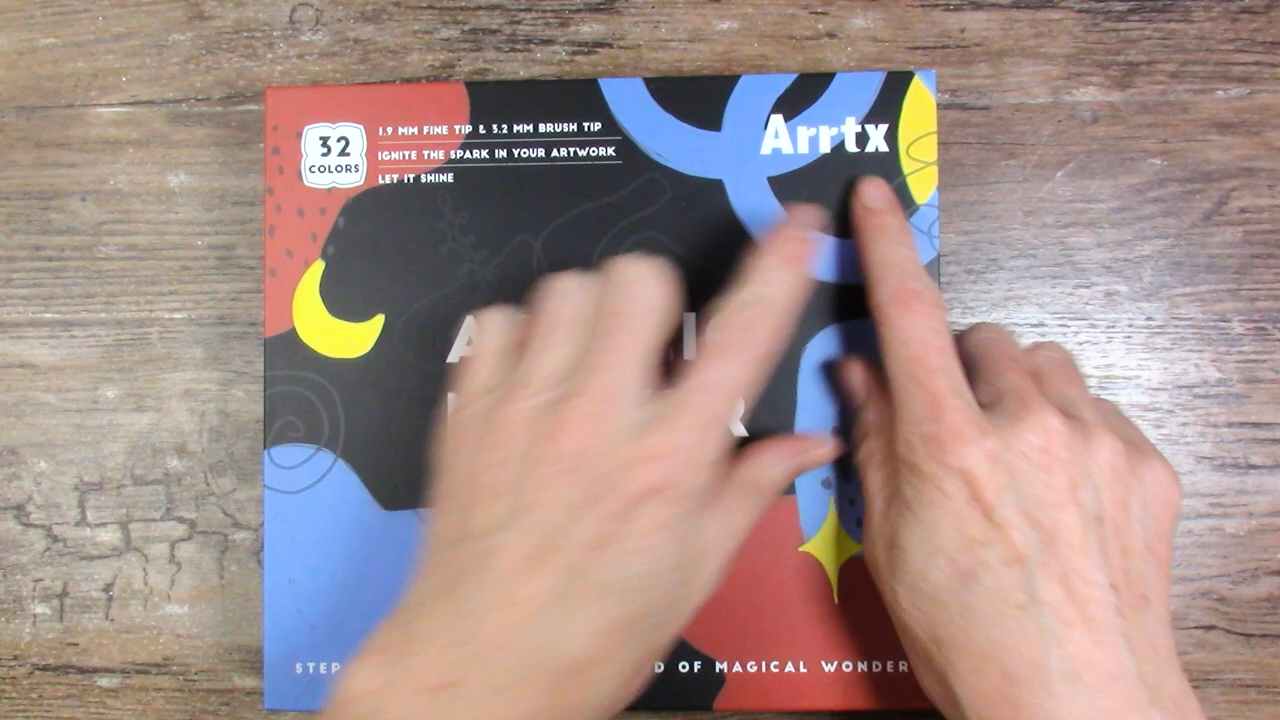 32
COLORS
1.9 MM FINE TIP & 3.2 MM BRUSH TIP
IGNITE THE SPARK IN YOUR ARTWORK
LET IT SHINE
Arrtx
STEP
OF MAGICAL WONDER